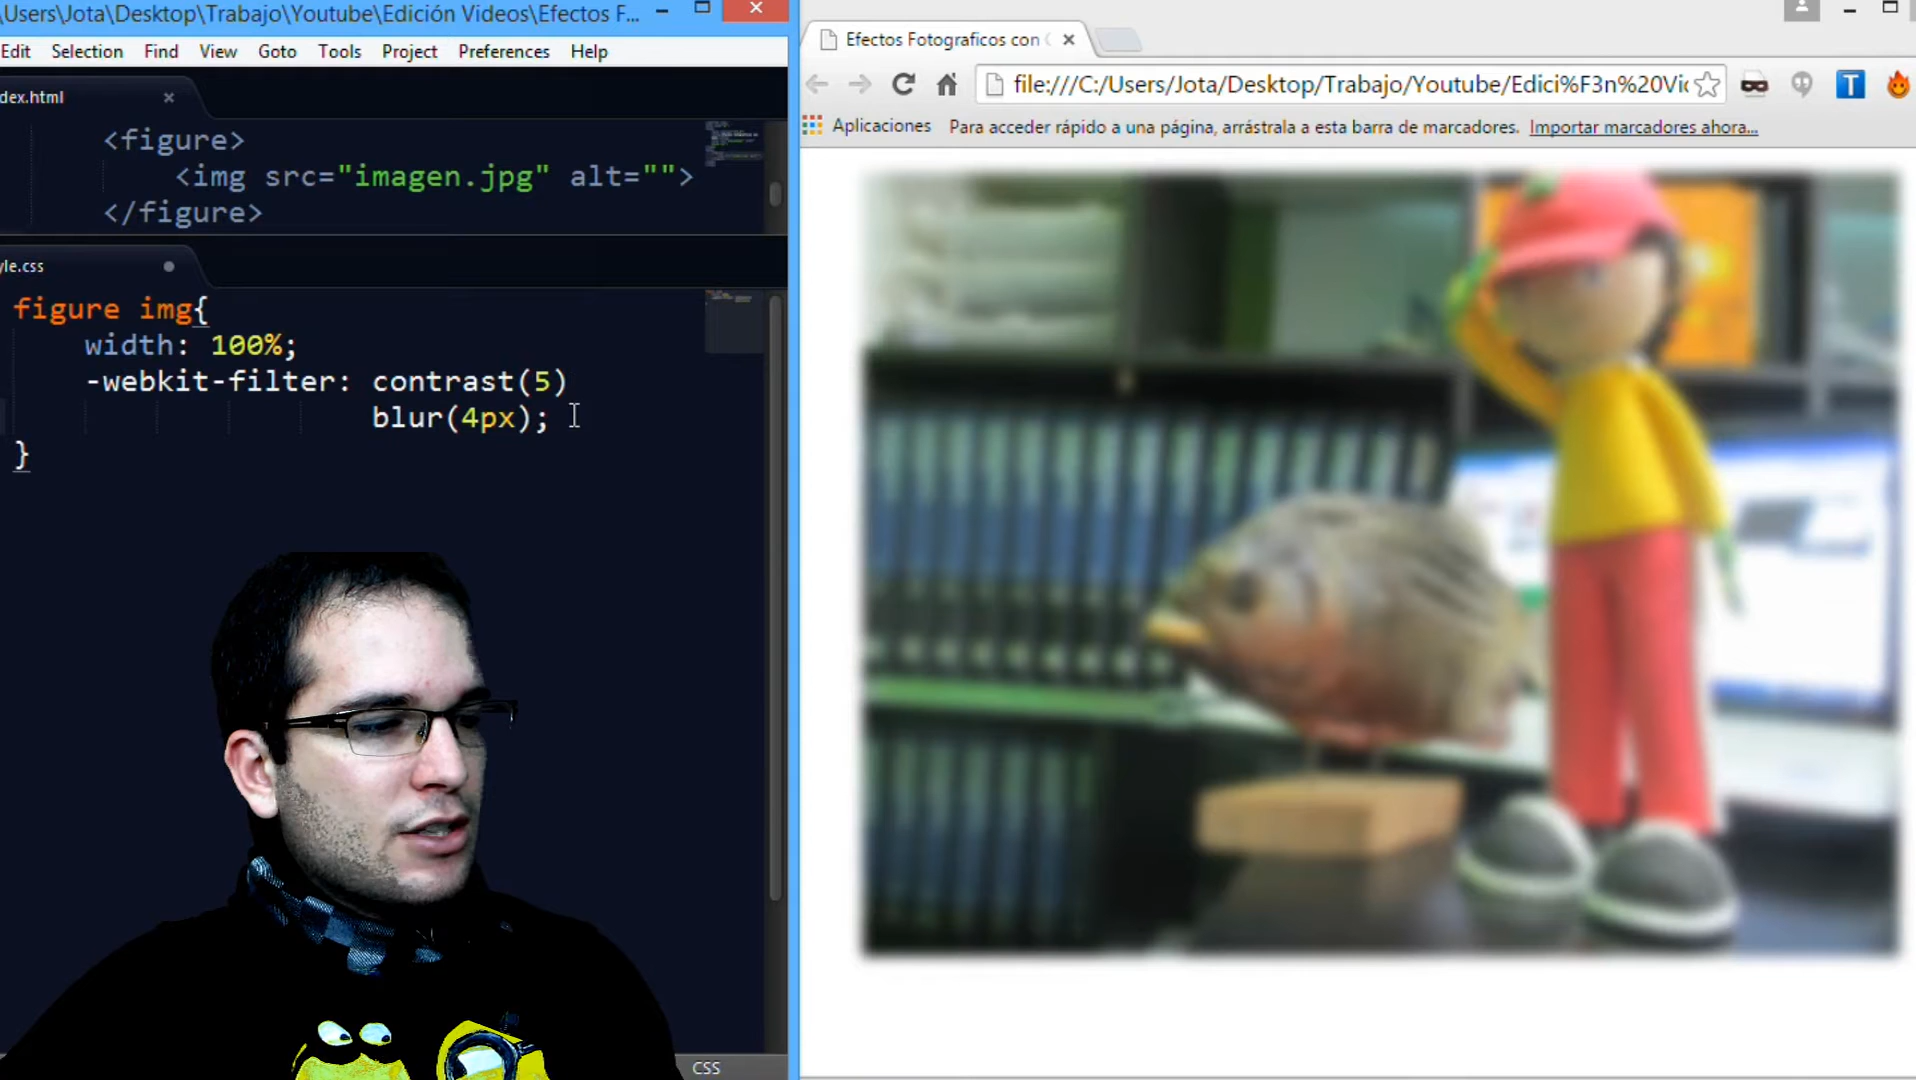 \Users\Jota\Desktop\Trabajo\Youtube\Edición Videos\Efectos F...
Edit Selection Find View Goto Tools Project Preferences Help
dex.html
<figure>
<img src="imagen.jpg" alt="">
</figure>
yle.css
figure img{
width: 100%;
-webkit-filter: contrast(5)
blur(4px);
}
CSS
Efectos Fotograficos con
file:///C:/Users/Jota/Desktop/Trabajo/Youtube/Edici%F3n%20Vi
T
Aplicaciones Para acceder rápido a una página, arrástrala a esta barra de marcadores. Importar marcadores ahora...